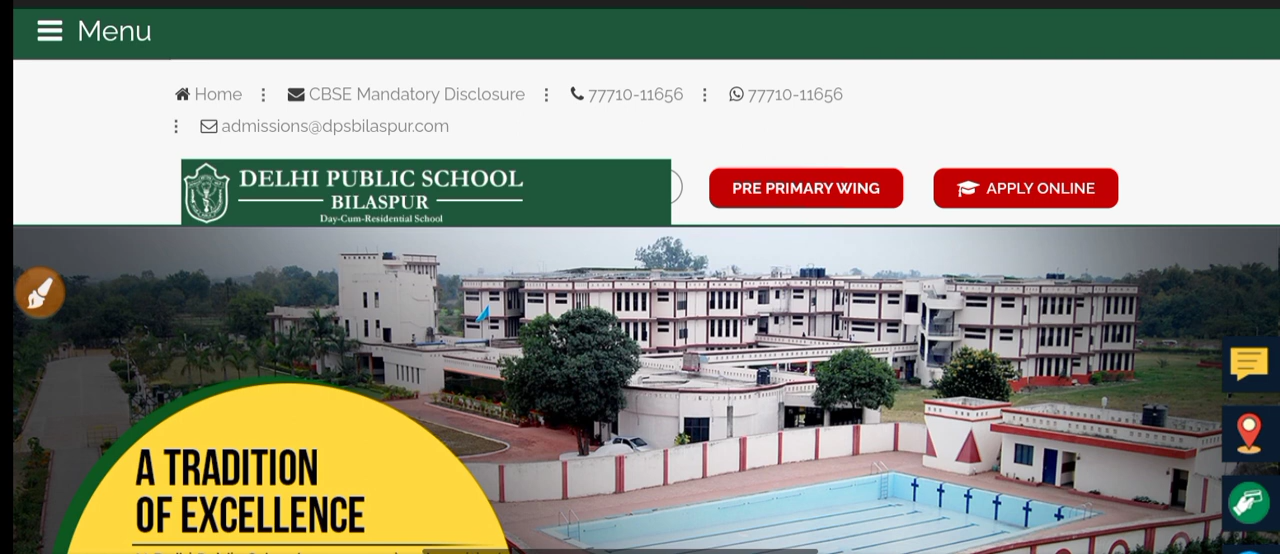 Menu
Home CBSE Mandatory Disclosure 77710-11656 77710-11656
admissions@dpsbilaspur.com
DELHI PUBLIC SCHOOL
BILASPUR
Day-Cum-Residential School
PRE PRIMARY WING
APPLY ONLINE
A TRADITION
OF EXCELLENCE